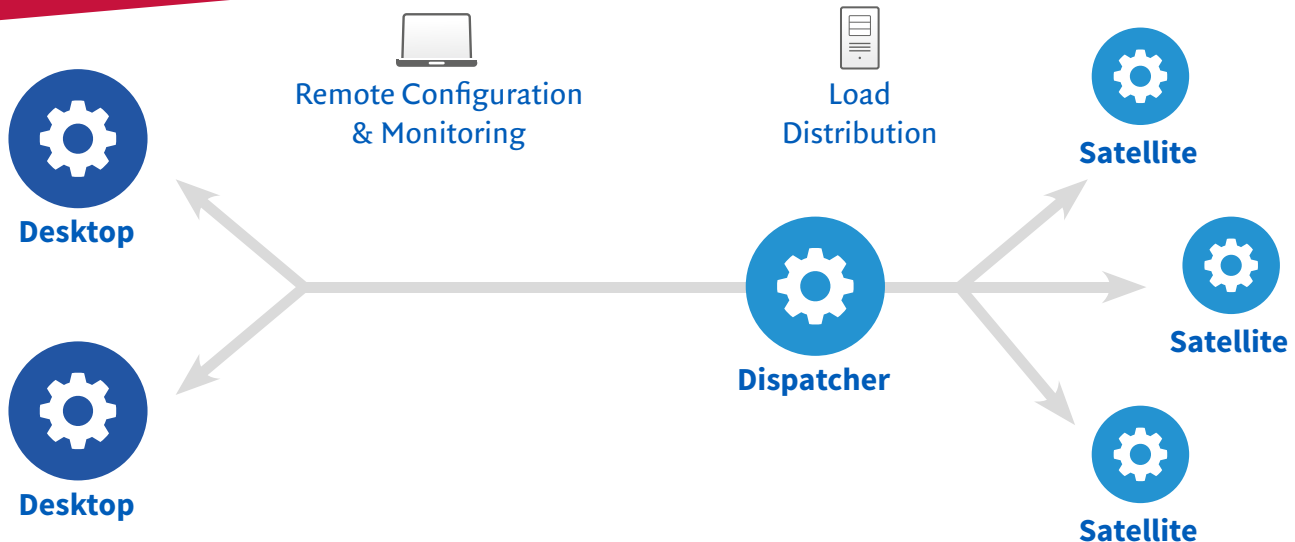 Remote Configuration
& Monitoring
Load
Distribution
Satellite
Desktop
Satellite
Dispatcher
Desktop
Satellite